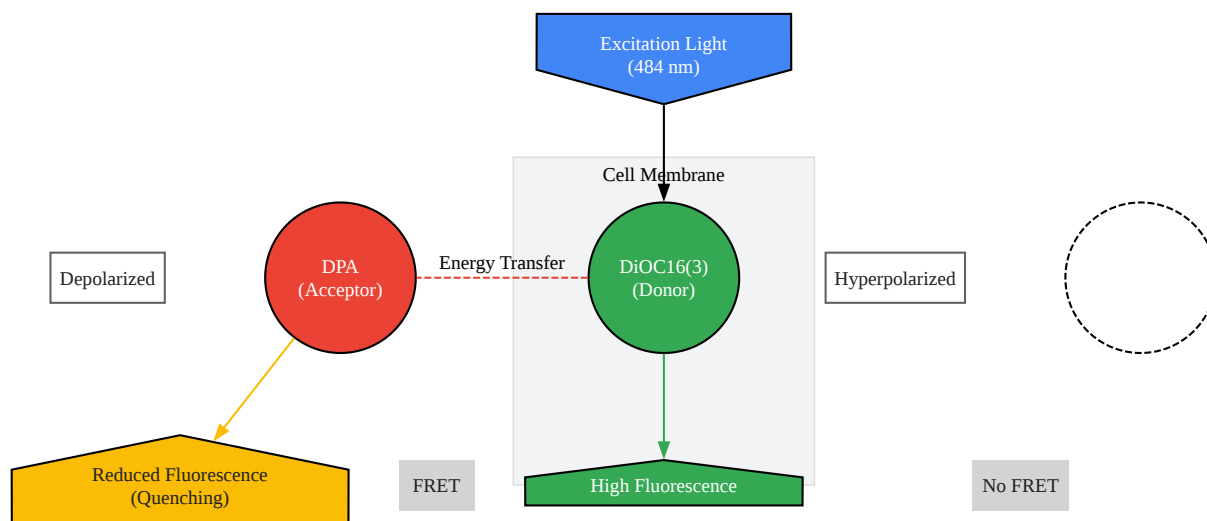 Excitation Light
(484 nm)
Cell Membrane
Depolarized
DPA
(Acceptor)
Energy Transfer
DiOC16(3)
(Donor)
Hyperpolarized
Reduced Fluorescence
(Quenching)
FRET
High Fluorescence
No FRET